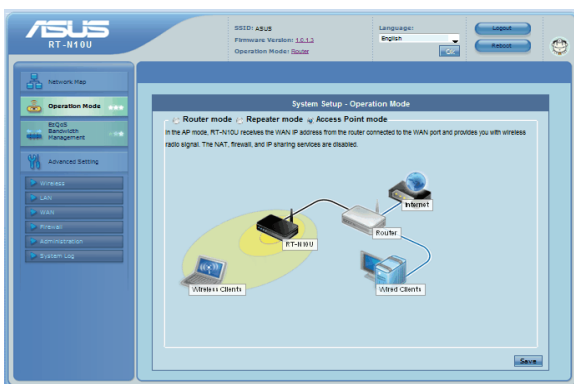 ASUS
RT-N10U
SSID: ASUS
Firmware Version: 1.0.1.3
Operation Mode: Router
Language:
English
Logout
Reboot
Network Map
Operation Mode
EzQoS
Bandwidth
Management
Advanced Setting
Wireless
LAN
WAN
Firewall
Administration
System Log
System Setup - Operation Mode
Router mode Repeater mode Access Point mode
In the AP mode, RT-N10U receives the WAN IP address from the router connected to the WAN port and provides you with wireless
radio signal. The NAT, firewall, and IP sharing services are disabled.
Internet
Router
RT-N10U
Wireless Clients
Wired Clients
Save